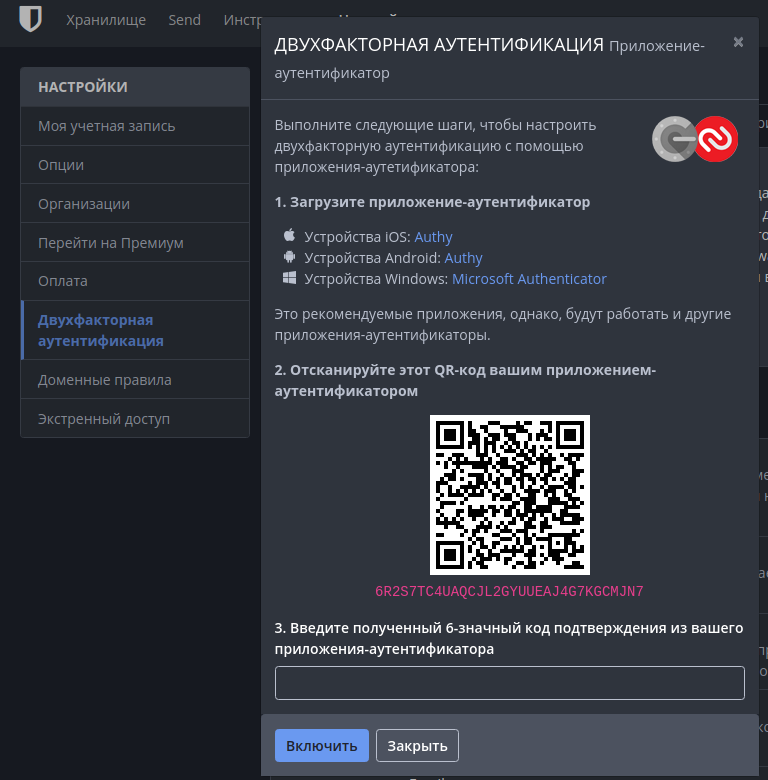 Хранилище
Send
НАСТРОЙКИ
Моя учетная запись
Опции
Организации
Перейти на Премиум
Оплата
Двухфакторная
аутентификация
Доменные правила
Экстренный доступ
ДВУХФАКТОРНАЯ АУТЕНТИФИКАЦИЯ Приложение-
аутентификатор
×
Выполните следующие шаги, чтобы настроить
двухфакторную аутентификацию с помощью
приложения-аутетификатора:
1. Загрузите приложение-аутентификатор
Устройства iOS: Authy
Устройства Android: Authy
Устройства Windows: Microsoft Authenticator
Это рекомендуемые приложения, однако, будут работать и другие
приложения-аутентификаторы.
2. Отсканируйте этот QR-код вашим приложением-
аутентификатором
6R2S7TC4UAQCJL2GYUUEAJ4G7KGCMJN7
3. Введите полученный 6-значный код подтверждения из вашего
приложения-аутентификатора
Включить
Закрыть